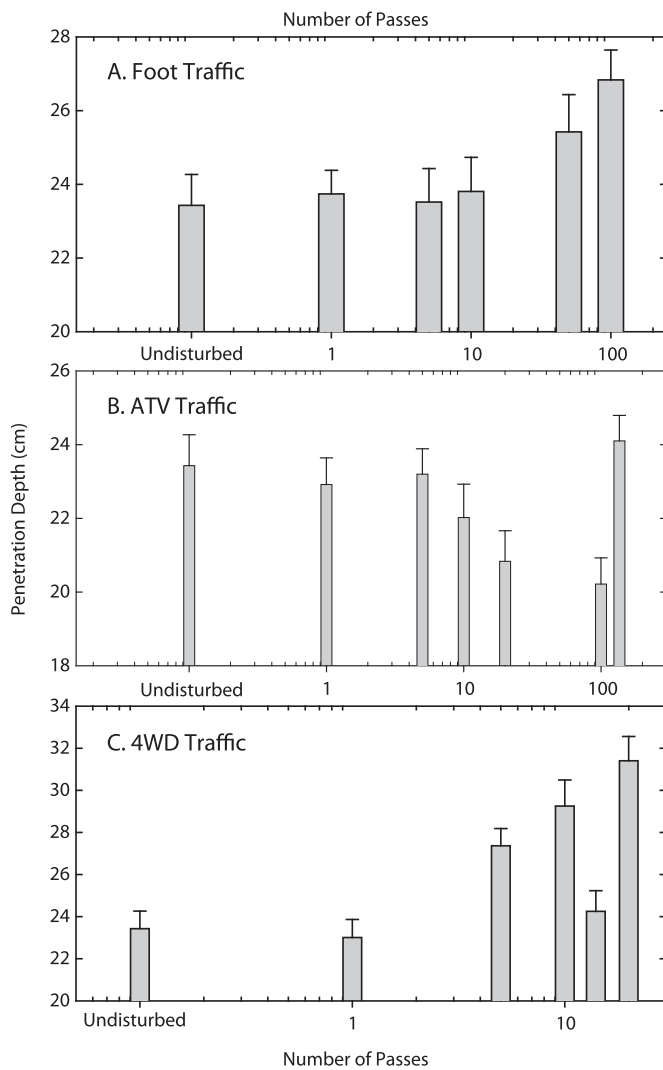 Number of Passes
28
A. Foot Traffic
26
24
22
20
Undisturbed 1 10 100
26
B. ATV Traffic
24
22
20
18
Undisturbed 1 10 100
Penetration Depth (cm)
34
C. 4WD Traffic
32
30
28
26
24
22
20
Undisturbed 1 10
Number of Passes